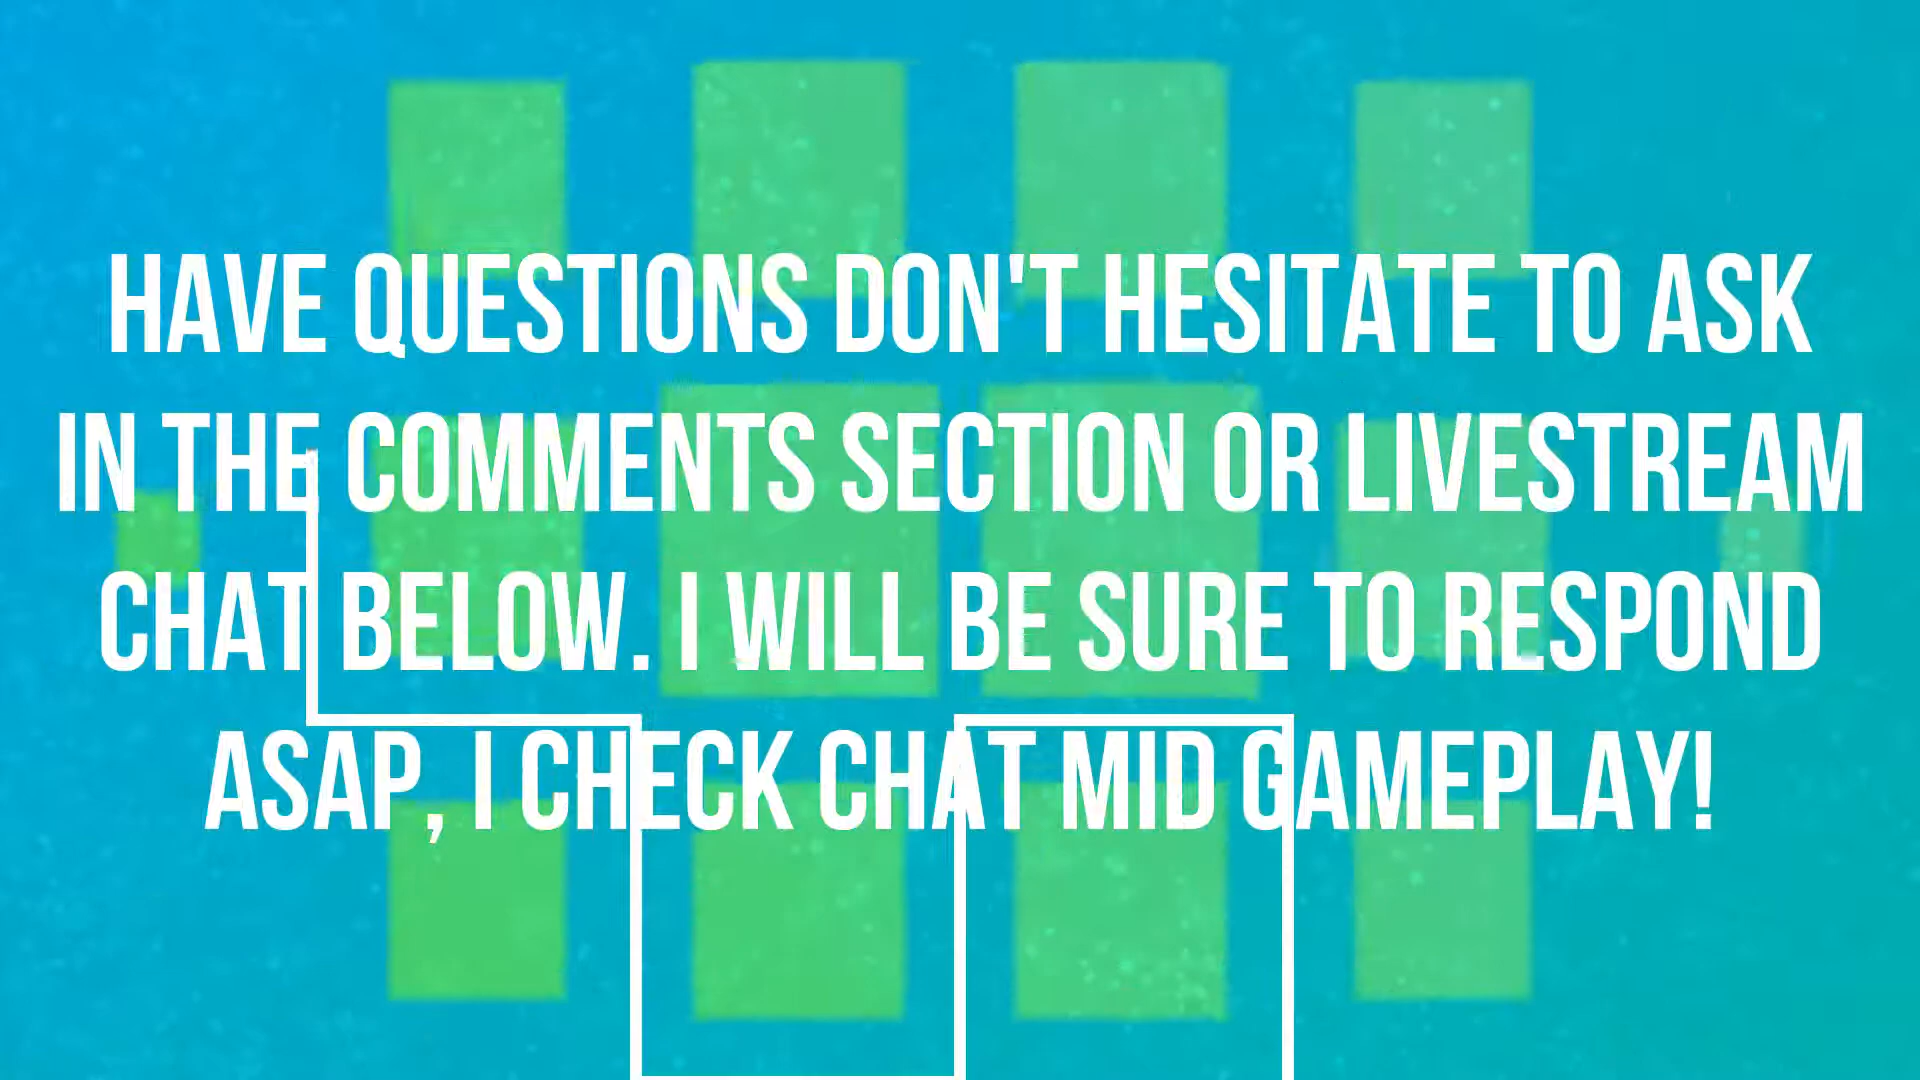 HAVE QUESTIONS DON'T HESITATE TO ASK
IN THE COMMENTS SECTION OR LIVESTREAM
CHAT BELOW. I WILL BE SURE TO RESPOND
ASAP, I CHECK CHAT MID GAMEPLAY!